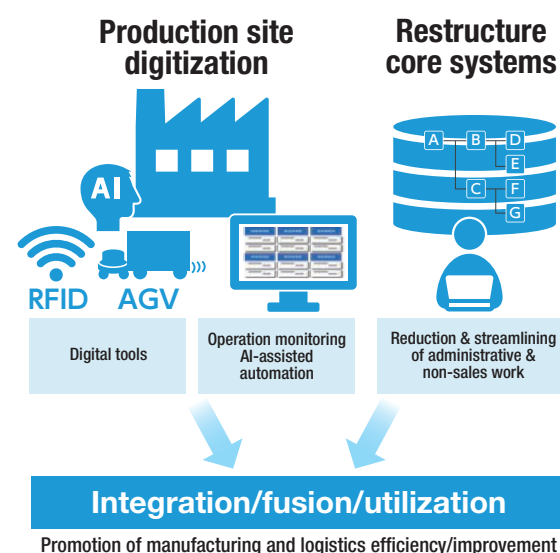 Production site
digitization
Restructure
core systems
AI
RFID
AGV
A
B
D
E
C
F
G
Digital tools
Operation monitoring
AI-assisted
automation
Reduction & streamlining
of administrative &
non-sales work
Integration/fusion/utilization
Promotion of manufacturing and logistics efficiency/improvement